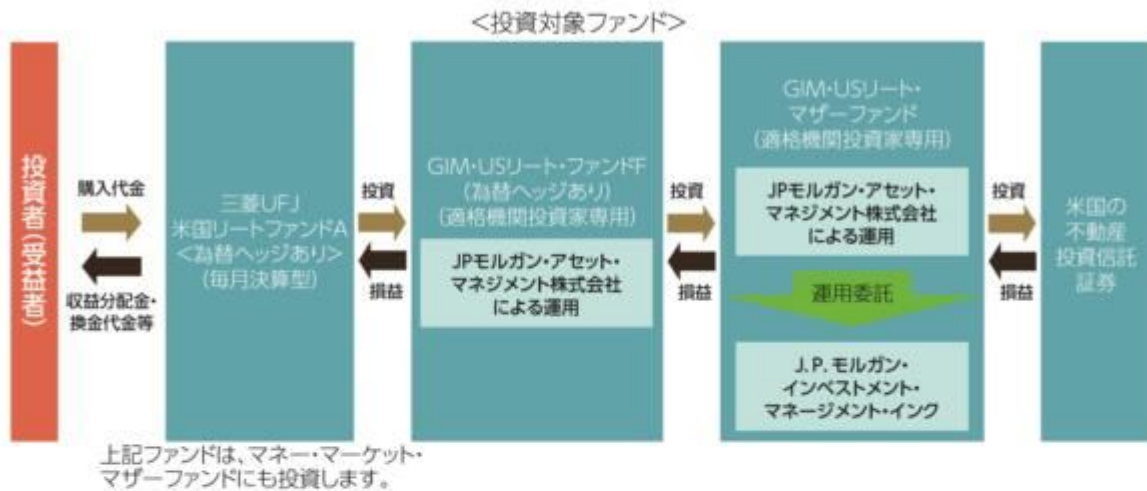 <投資対象ファンド>
投資者(受益者)
購入代金
収益分配金・
換金代金等
三菱UFJ
米国リートファンドA
<為替ヘッジあり>
(毎月決算型)
投資
損益
GIM・USリート・ファンドF
(為替ヘッジあり)
(適格機関投資家専用)
JPモルガン・アセット・
マネジメント株式会社
による運用
投資
損益
GIM・USリート・
マザーファンド
(適格機関投資家専用)
JPモルガン・アセット・
マネジメント株式会社
による運用
運用委託
J.P.モルガン・
インベストメント・
マネージメント・インク
投資
損益
米国の
不動産
投資信託
証券
上記ファンドは、マネー・マーケット・
マザーファンドにも投資します。